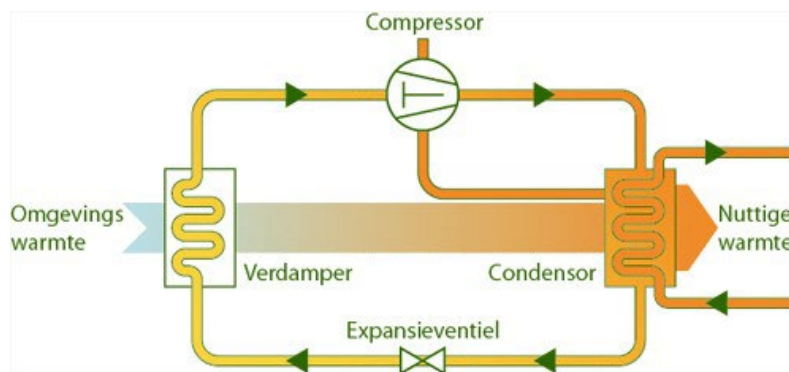 Compressor
Omgevings
warmte
Nuttige
warmte
Verdamper
Condensor
Expansieventiel